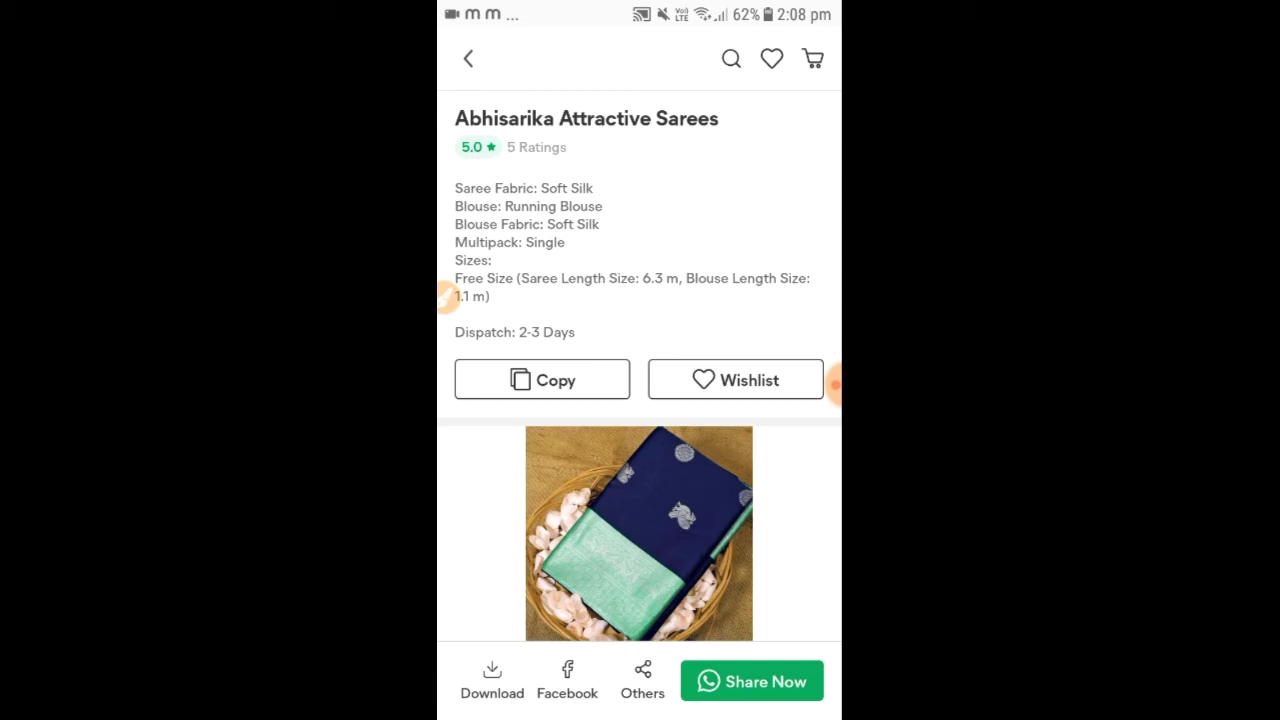 m m ...
Vo)) LTE 62% 2:08 pm
Abhisarika Attractive Sarees
5.0 ★ 5 Ratings
Saree Fabric: Soft Silk
Blouse: Running Blouse
Blouse Fabric: Soft Silk
Multipack: Single
Sizes:
Free Size (Saree Length Size: 6.3 m, Blouse Length Size:
1.1 m)
Dispatch: 2-3 Days
Copy
Wishlist
Download Facebook Others Share Now